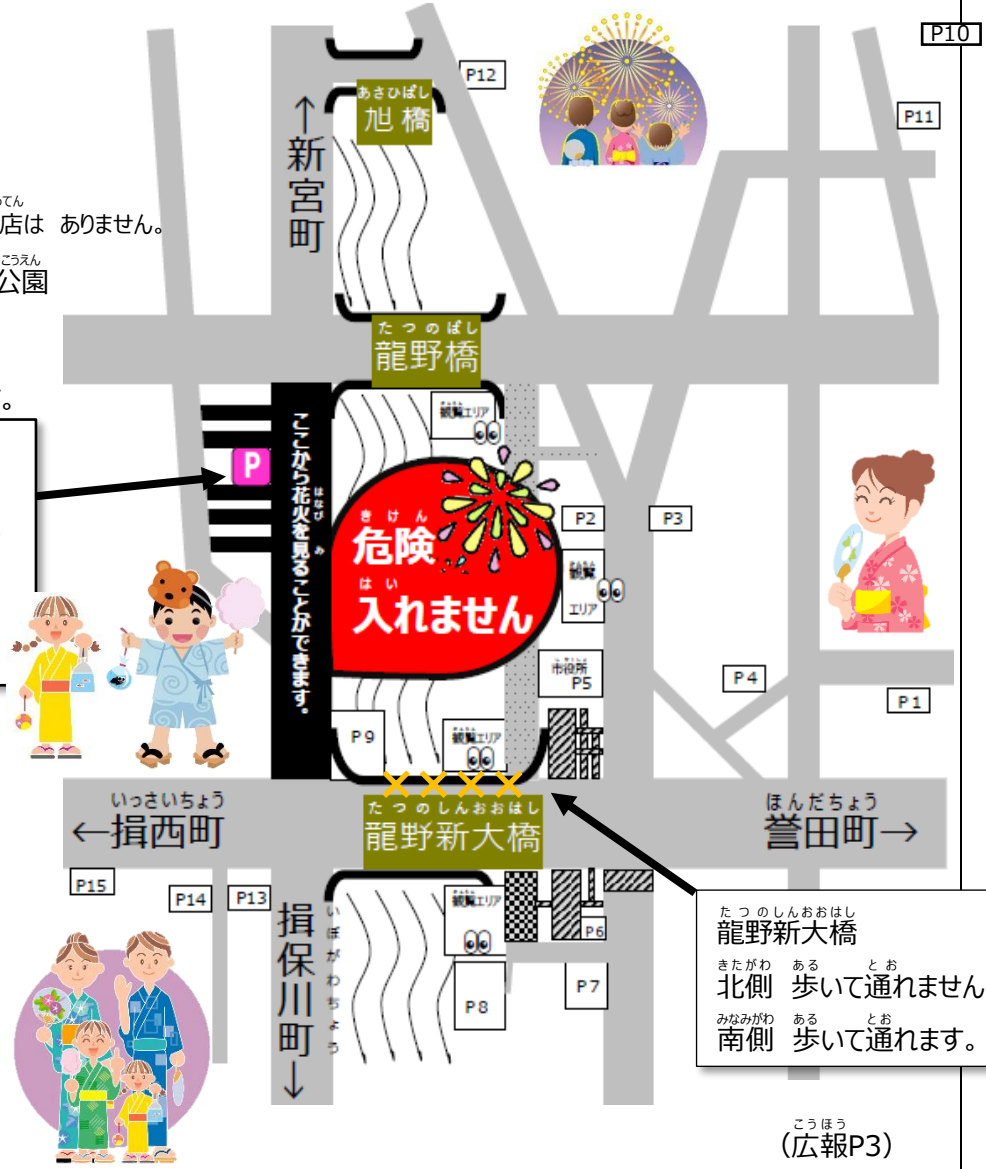 P10
P12
あさひばし
旭橋
P11
↑新宮町
てん
店は ありません。
こうえん
公園
たつのばし
龍野橋
。
観覧エリア
P
ここから花火を見ることができます。
はなび
み
きけん
危険
はい
入れません
P2
P3
観覧
エリア
市役所
P5
P4
P1
P9
観覧エリア
いっさいちょう
←揖西町
たつのしんおおはし
龍野新大橋
ほんだちょう
誉田町→
P15
P14
P13
揖保川町↓
いぼがわちょう
観覧エリア
P6
P8
P7
たつのしんおおはし
龍野新大橋
きたがわ ある とお
北側 歩いて通れません
みなみがわ ある とお
南側 歩いて通れます。
こうほう
（広報P3）